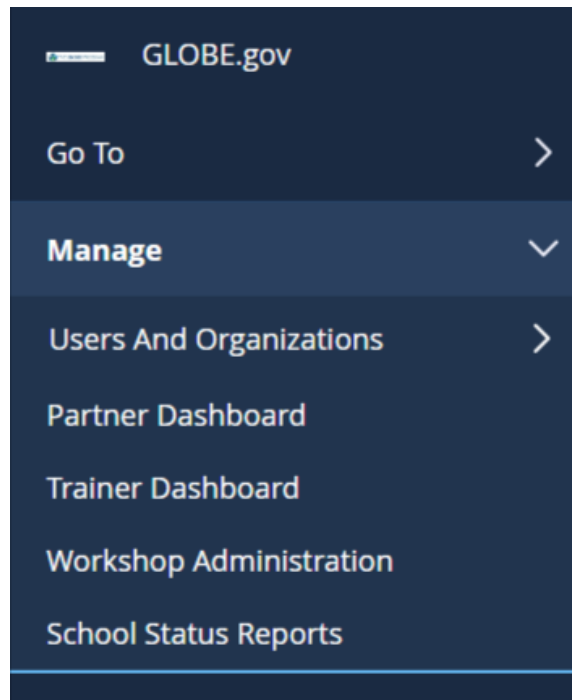 GLOBE.gov
Go To
Manage
Users And Organizations
Partner Dashboard
Trainer Dashboard
Workshop Administration
School Status Reports